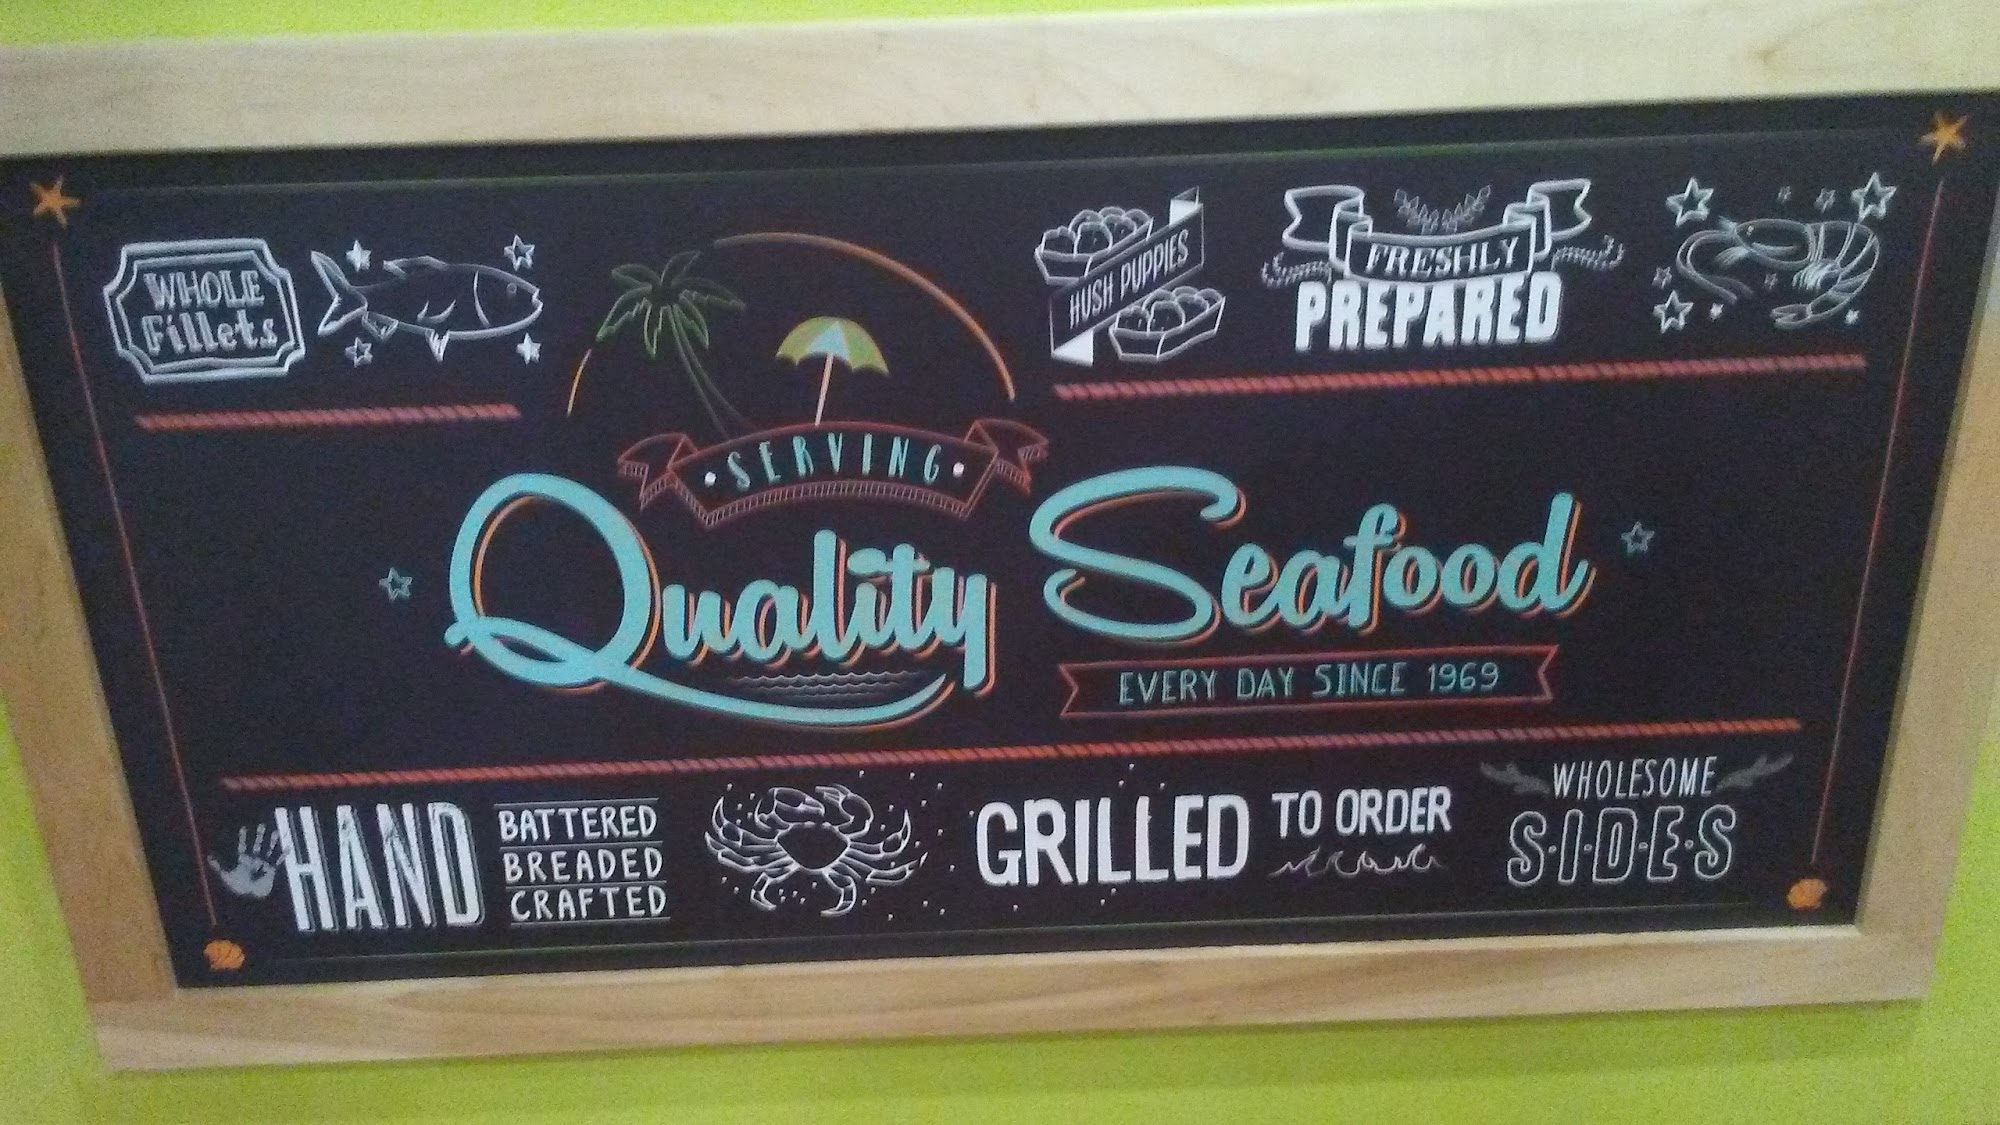 WHOLE
Fillets
HUSH PUPPIES
FRESHLY
PREPARED
SERVING
Quality Seafood
EVERY DAY SINCE 1969
HAND
BATTERED
BREADED
CRAFTED
GRILLED TO ORDER
WHOLESOME
S·I·D·E·S